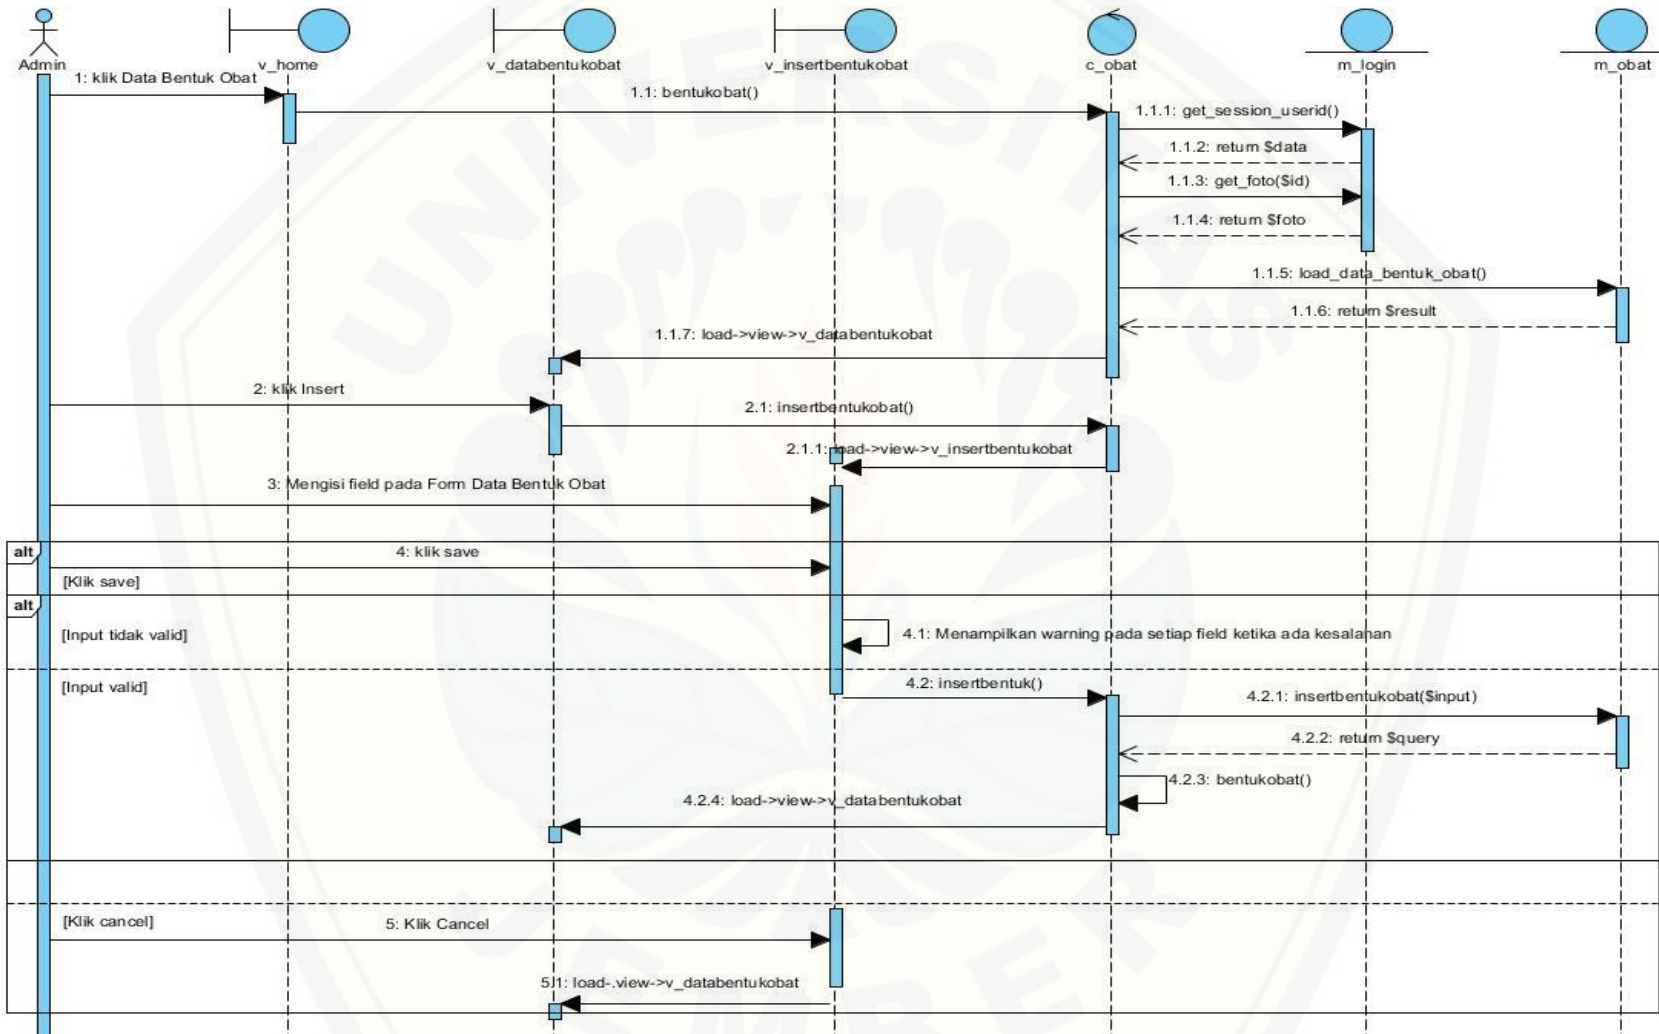 Admin
v_home
v_databentukobat
v_insertbentukobat
c_obat
m_login
m_obat
1: klik Data Bentuk Obat
1.1: bentukobat()
1.1.1: get_session_userid()
1.1.2: return $data
1.1.3: get_foto($id)
1.1.4: return $foto
1.1.5: load_data_bentuk_obat()
1.1.6: return $result
1.1.7: load->view->v_databentukobat
2: klik Insert
2.1: insertbentukobat()
2.1.1: load->view->v_insertbentukobat
3: Mengisi field pada Form Data Bentuk Obat
alt
4: klik save
[Klik save]
alt
[Input tidak valid]
4.1: Menampilkan warning pada setiap field ketika ada kesalahan
[Input valid]
4.2: insertbentuk()
4.2.1: insertbentukobat($input)
4.2.2: return $query
4.2.3: bentukobat()
4.2.4: load->view->v_databentukobat
[Klik cancel]
5: Klik Cancel
5.1: load-.view->v_databentukobat
UNIVERSITAS
JEMBER